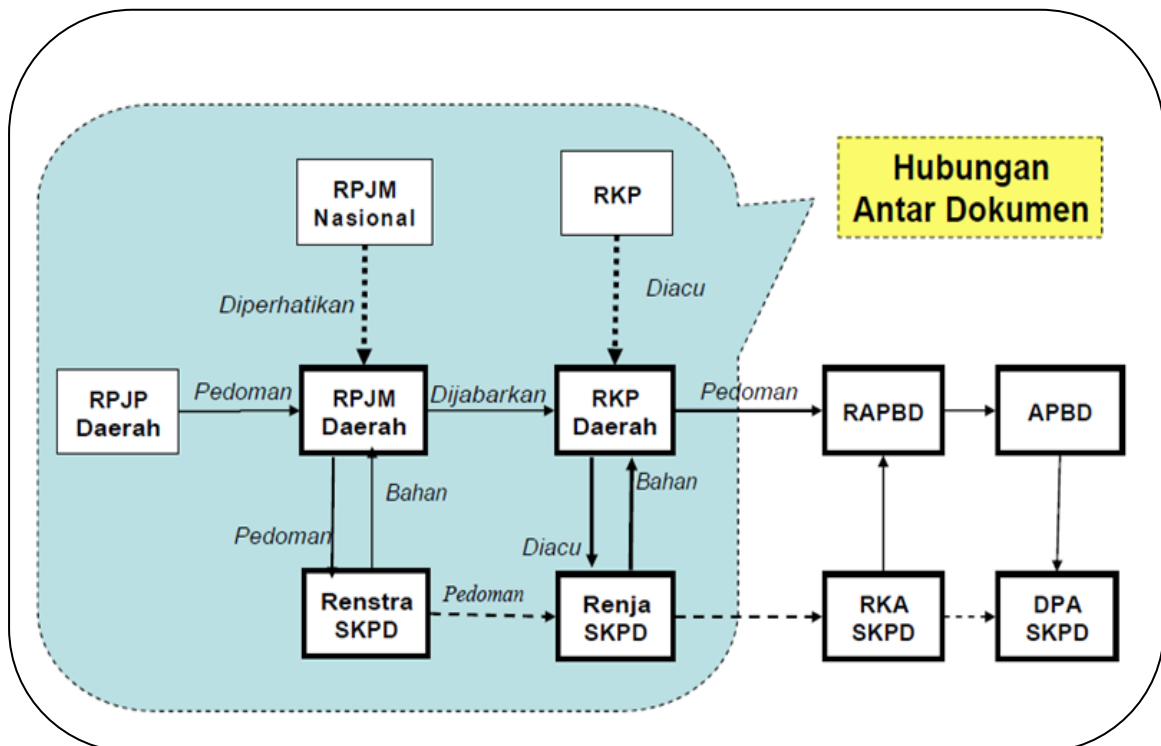 Hubungan
Antar Dokumen
RPJM
Nasional
RKP
Diperhatikan
Diacu
RPJP
Daerah
Pedoman
RPJM
Daerah
Dijabarkan
RKP
Daerah
Pedoman
RAPBD
APBD
Pedoman
Bahan
Diacu
Bahan
Renstra
SKPD
Pedoman
Renja
SKPD
RKA
SKPD
DPA
SKPD